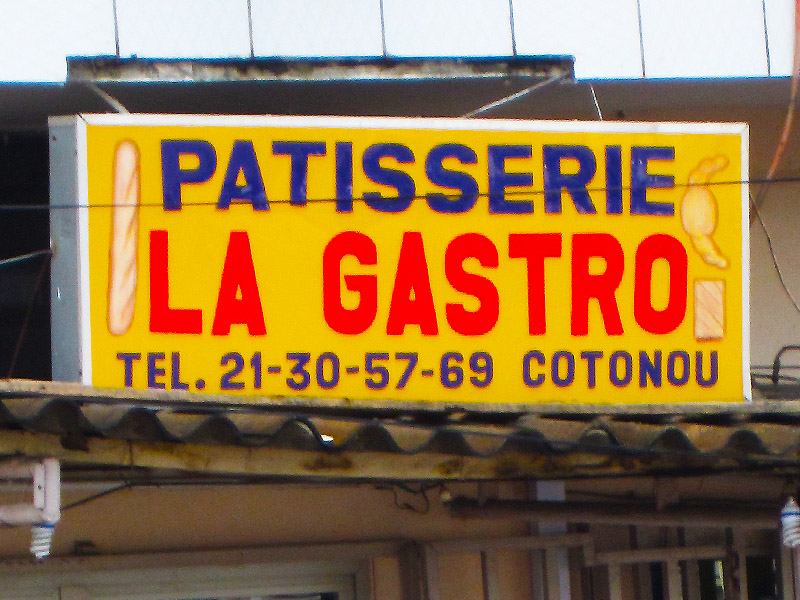 PATISSERIE
LA GASTRO
TEL. 21-30-57-69 COTONOU